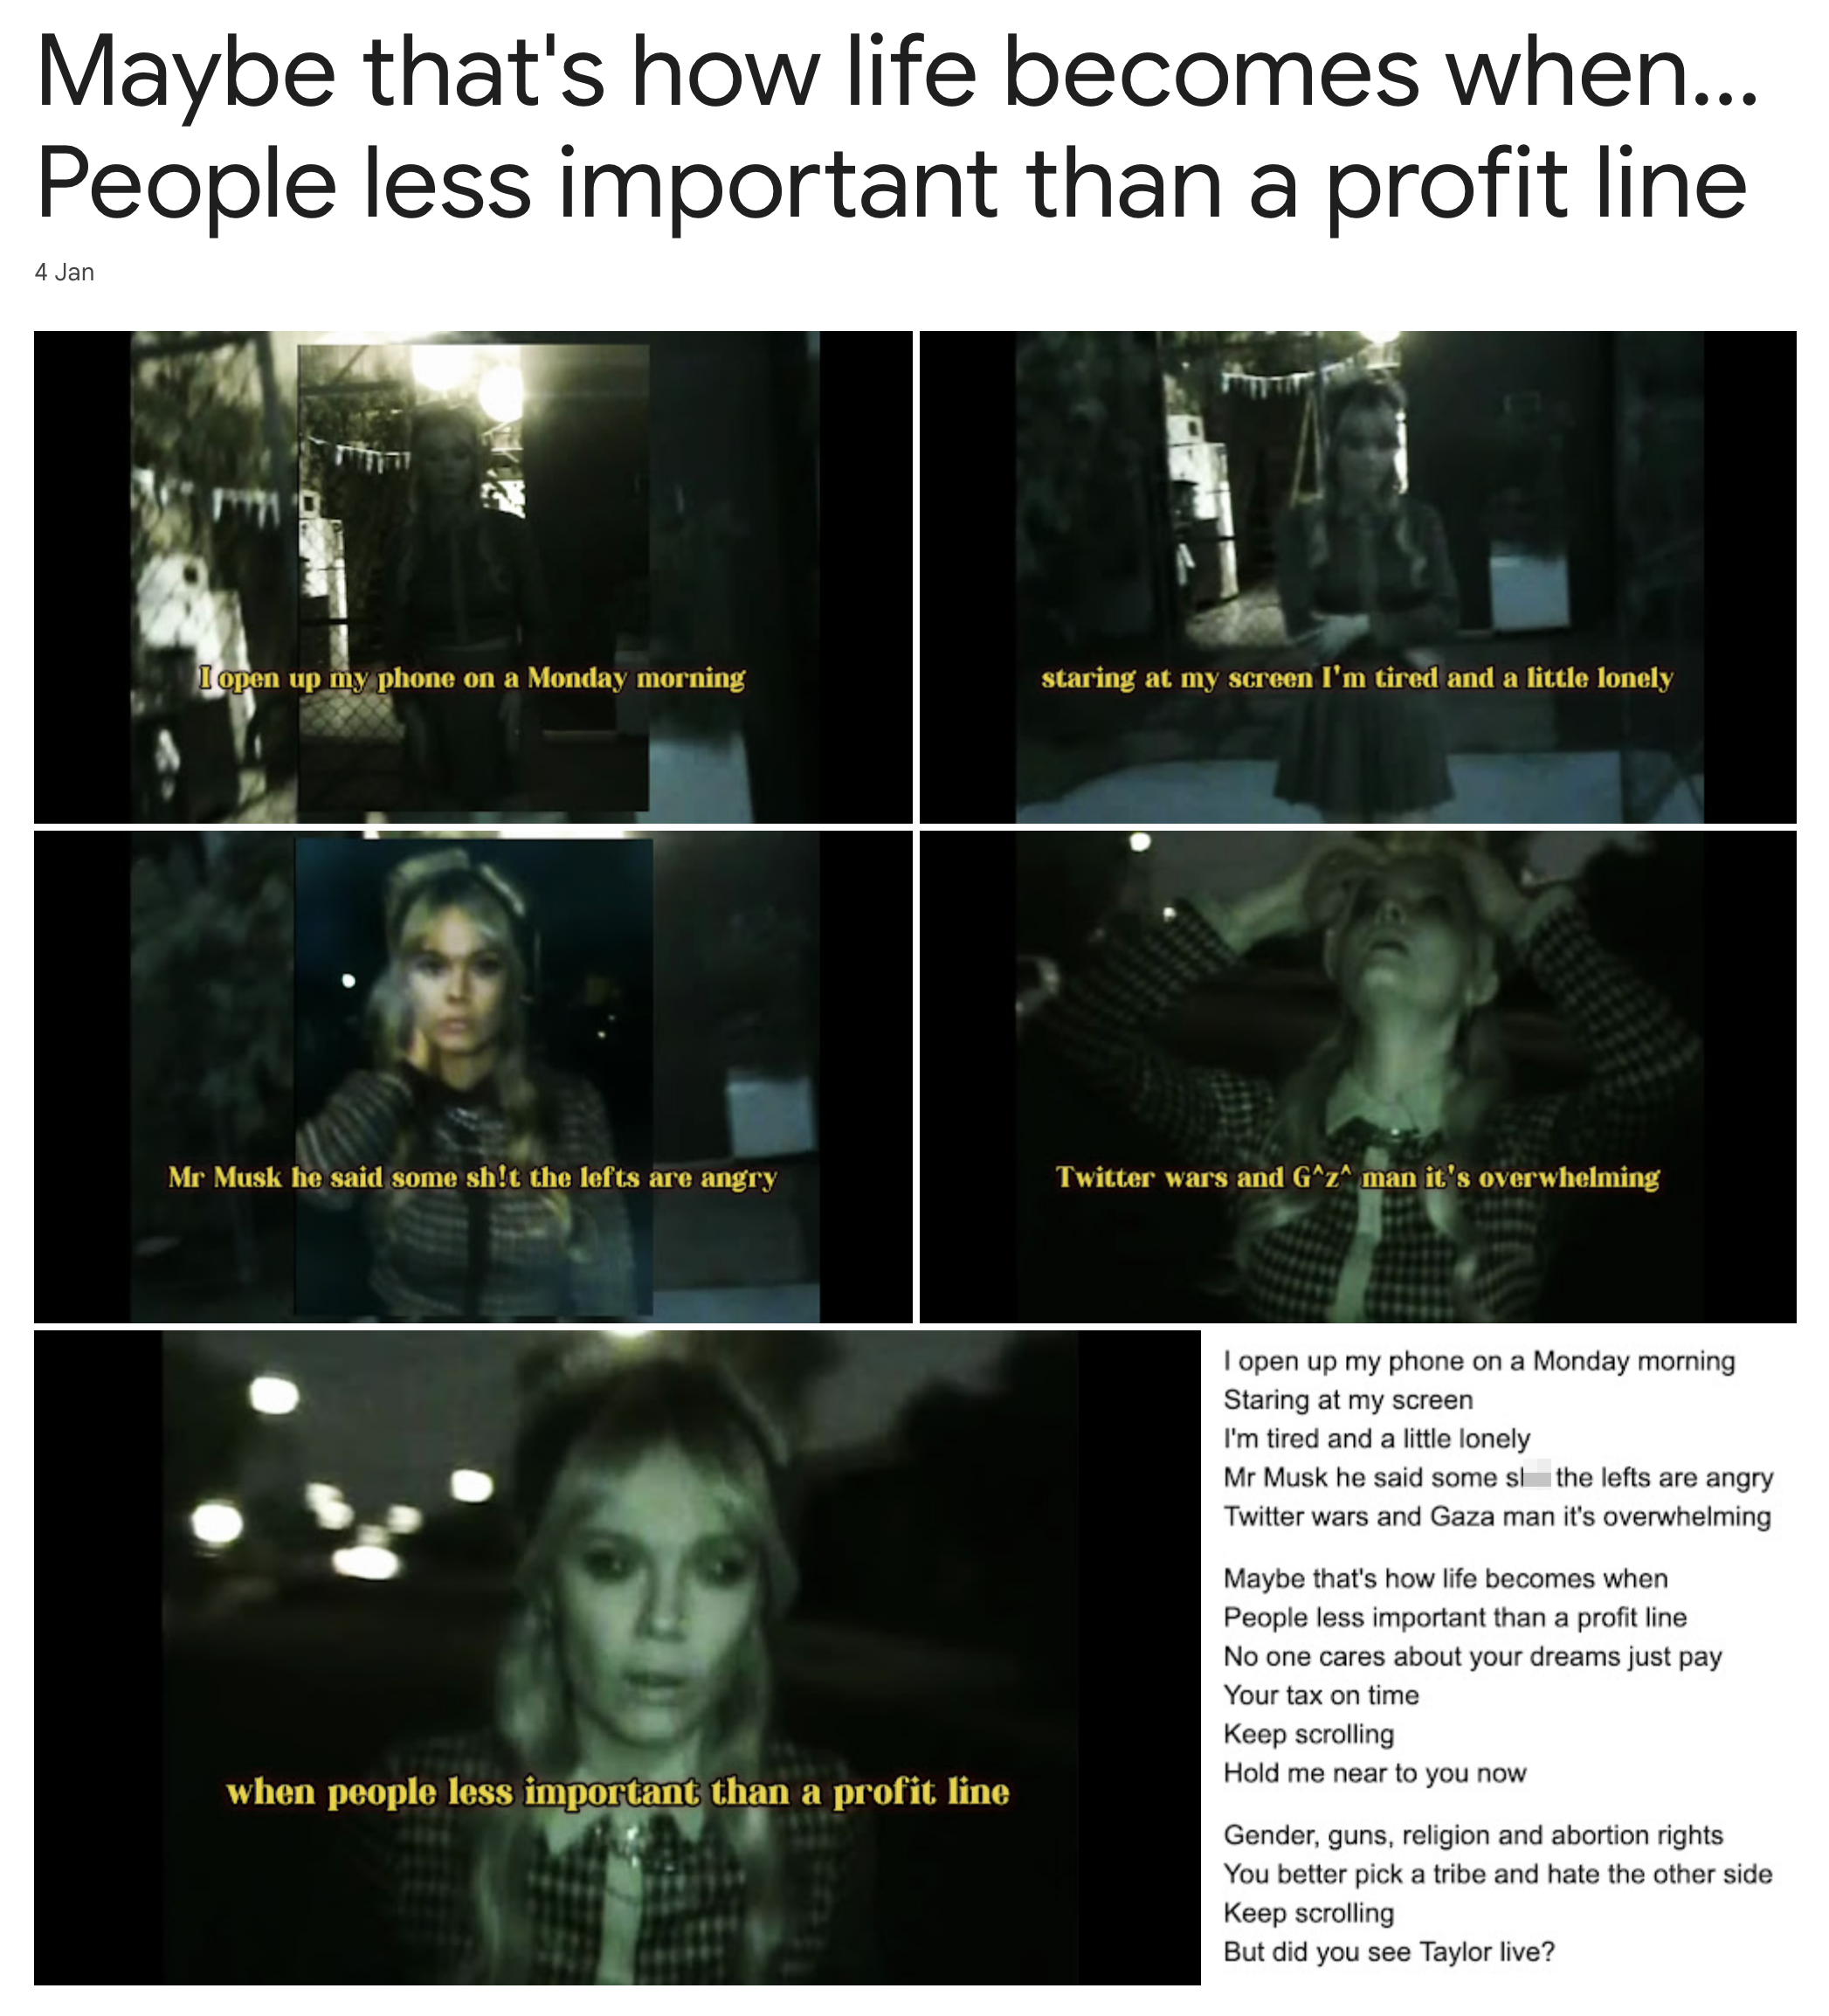 Maybe that's how life becomes when...
People less important than a profit line
4 Jan
I open up my phone on a Monday morning
staring at my screen I'm tired and a little lonely
Mr Musk he said some sh!t the lefts are angry
Twitter wars and G^z^ man it's overwhelming
when people less important than a profit line
I open up my phone on a Monday morning
Staring at my screen
I'm tired and a little lonely
Mr Musk he said some the lefts are angry
Twitter wars and Gaza man it's overwhelming
Maybe that's how life becomes when
People less important than a profit line
No one cares about your dreams just pay
Your tax on time
Keep scrolling
Hold me near to you now
Gender, guns, religion and abortion rights
You better pick a tribe and hate the other side
Keep scrolling
But did you see Taylor live?